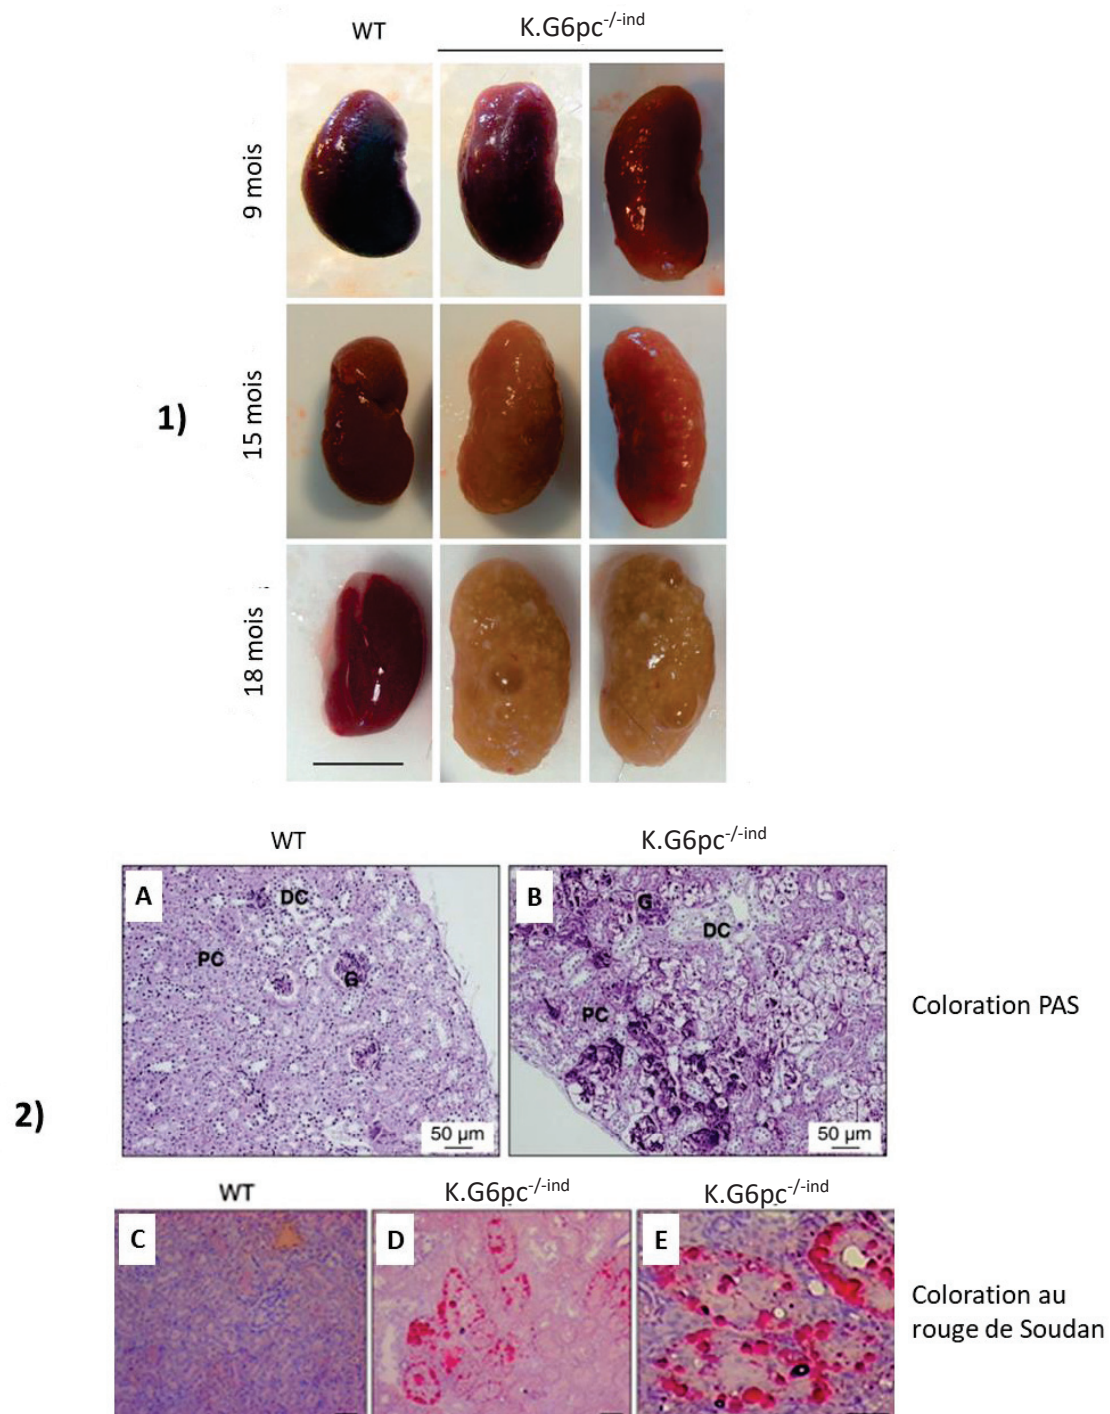 WT
K.G6pc-/-ind
9 mois
1)
15 mois
18 mois
WT
K.G6pc-/-ind
A
DC
PC
G
50 µm
B
G
DC
PC
50 µm
Coloration PAS
2)
WT
K.G6pc-/-ind
K.G6pc-/-ind
C
D
E
Coloration au
rouge de Soudan